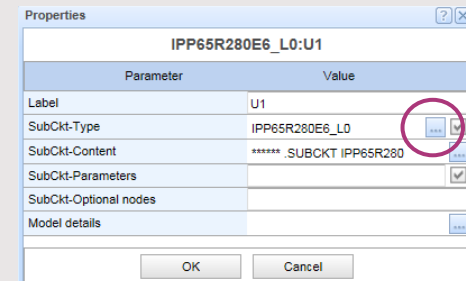 Properties
?
IPP65R280E6_L0:U1
Parameter Value
Label U1
SubCkt-Type IPP65R280E6_L0 ...
SubCkt-Content ****** .SUBCKT IPP65R280 ...
SubCkt-Parameters
SubCkt-Optional nodes
Model details ...
OK Cancel